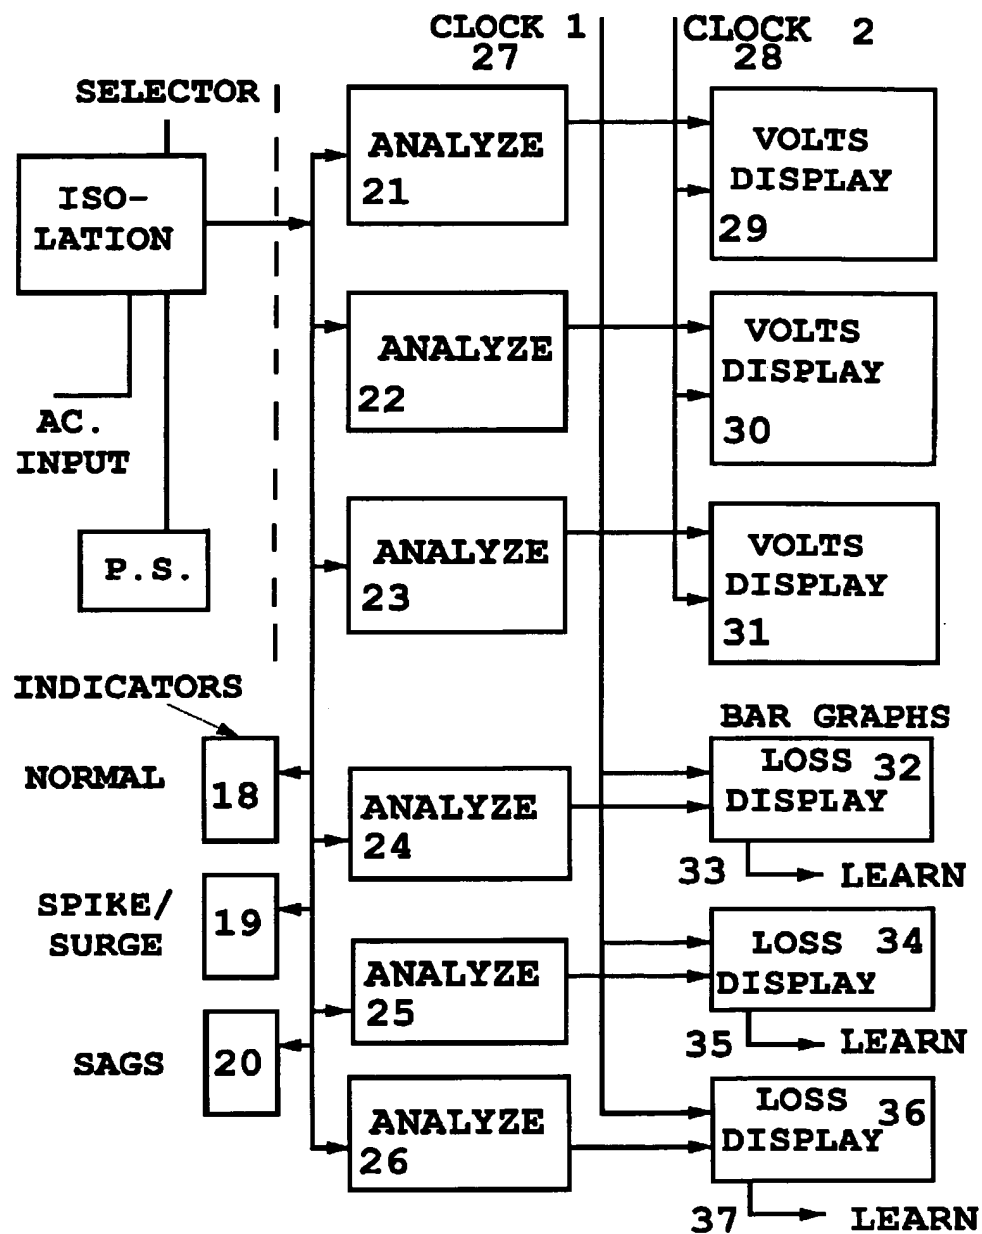 CLOCK 1
27
CLOCK 2
28
SELECTOR
ISO-
LATION
AC.
INPUT
P.S.
ANALYZE
21
VOLTS
DISPLAY
29
ANALYZE
22
VOLTS
DISPLAY
30
ANALYZE
23
VOLTS
DISPLAY
31
INDICATORS
NORMAL
18
SPIKE/
SURGE
19
SAGS
20
BAR GRAPHS
ANALYZE
24
LOSS 32
DISPLAY
33 LEARN
ANALYZE
25
LOSS 34
DISPLAY
35 LEARN
ANALYZE
26
LOSS 36
DISPLAY
37 LEARN